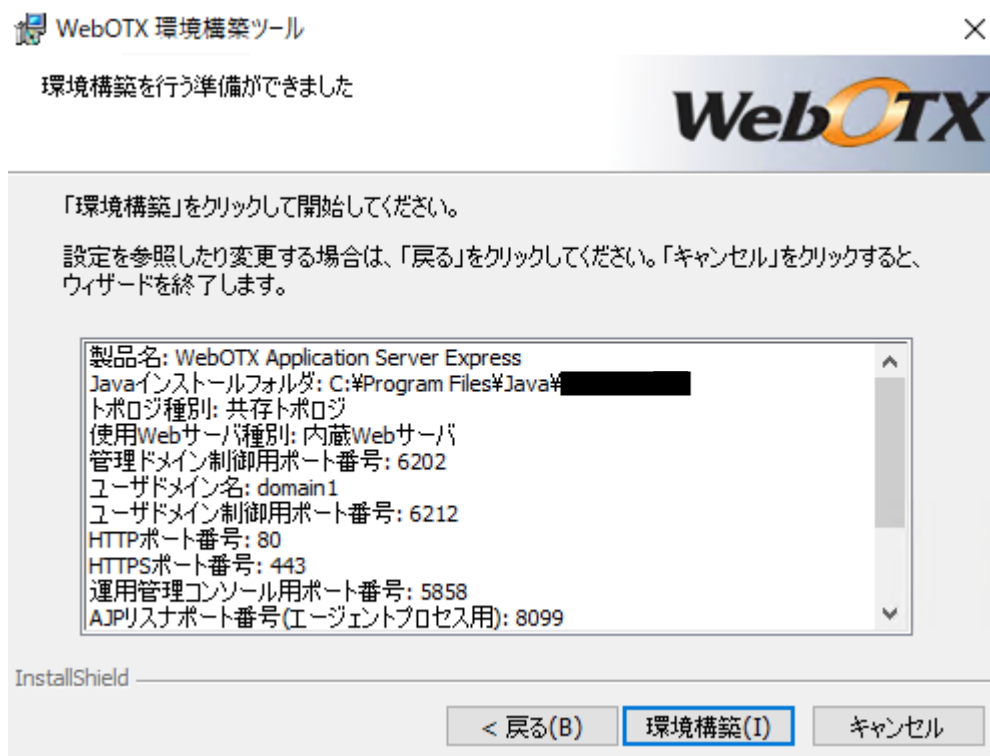 WebOTX 環境構築ツール
環境構築を行う準備ができました
WebOTX
「環境構築」をクリックして開始してください。
設定を参照したり変更する場合は、「戻る」をクリックしてください。「キャンセル」をクリックすると、
ウィザードを終了します。
製品名: WebOTX Application Server Express
Javaインストールフォルダ: C:¥Program Files¥Java¥
トポロジ種別: 共存トポロジ
使用Webサーバ種別: 内蔵Webサーバ
管理ドメイン制御用ポート番号: 6202
ユーザドメイン名: domain1
ユーザドメイン制御用ポート番号: 6212
HTTPポート番号: 80
HTTPSポート番号: 443
運用管理コンソール用ポート番号: 5858
AJPリスナポート番号(エージェントプロセス用): 8099
InstallShield
< 戻る(B)
環境構築(I)
キャンセル